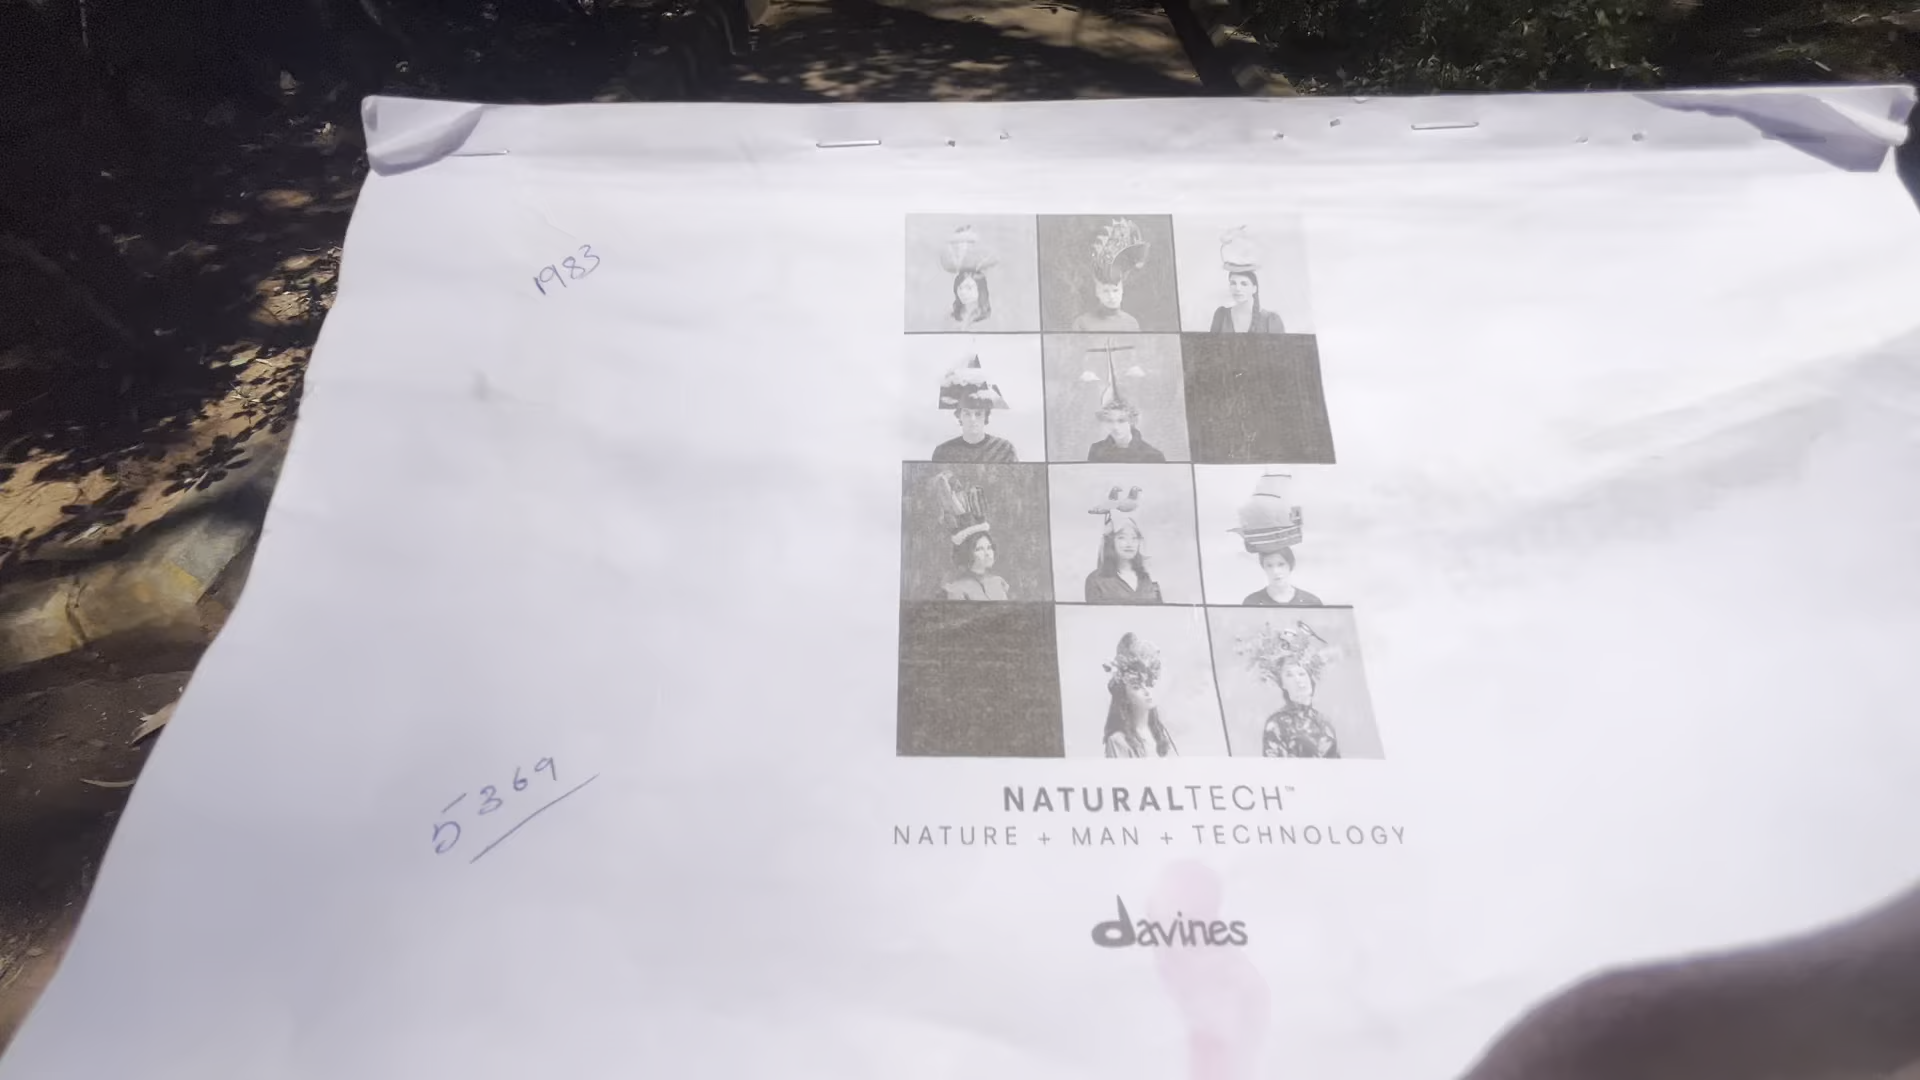 1983
5369
NATURALTECH™
NATURE + MAN + TECHNOLOGY
davines